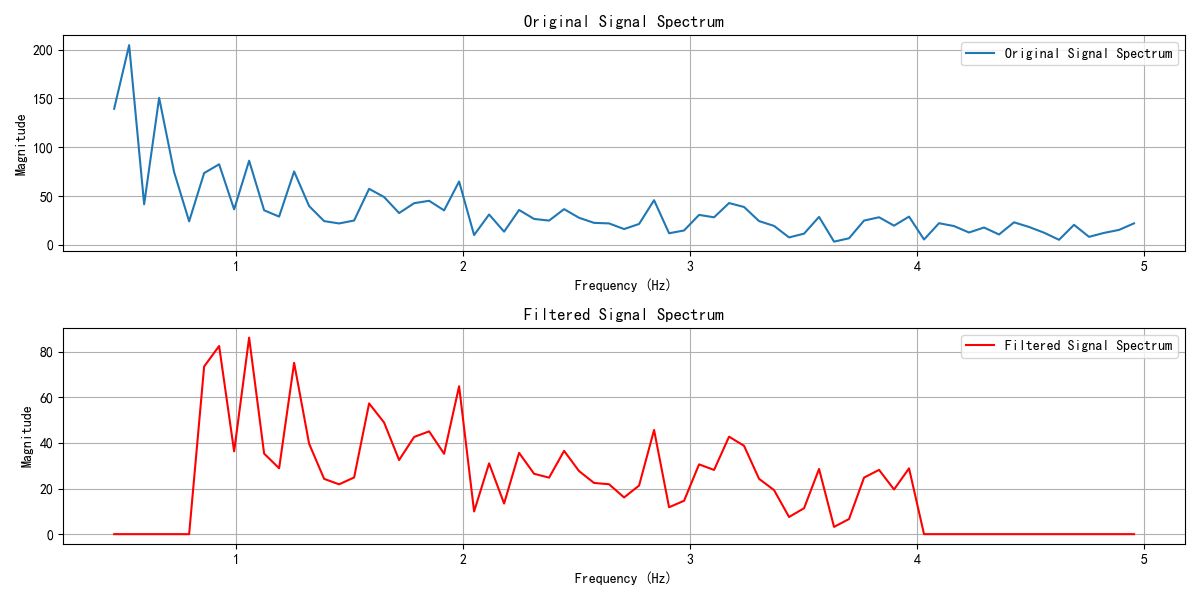 Original Signal Spectrum
Original Signal Spectrum
200
150
100
50
0
Magnitude
1 2 3 4 5
Frequency (Hz)
Filtered Signal Spectrum
Filtered Signal Spectrum
80
60
40
20
0
Magnitude
1 2 3 4 5
Frequency (Hz)